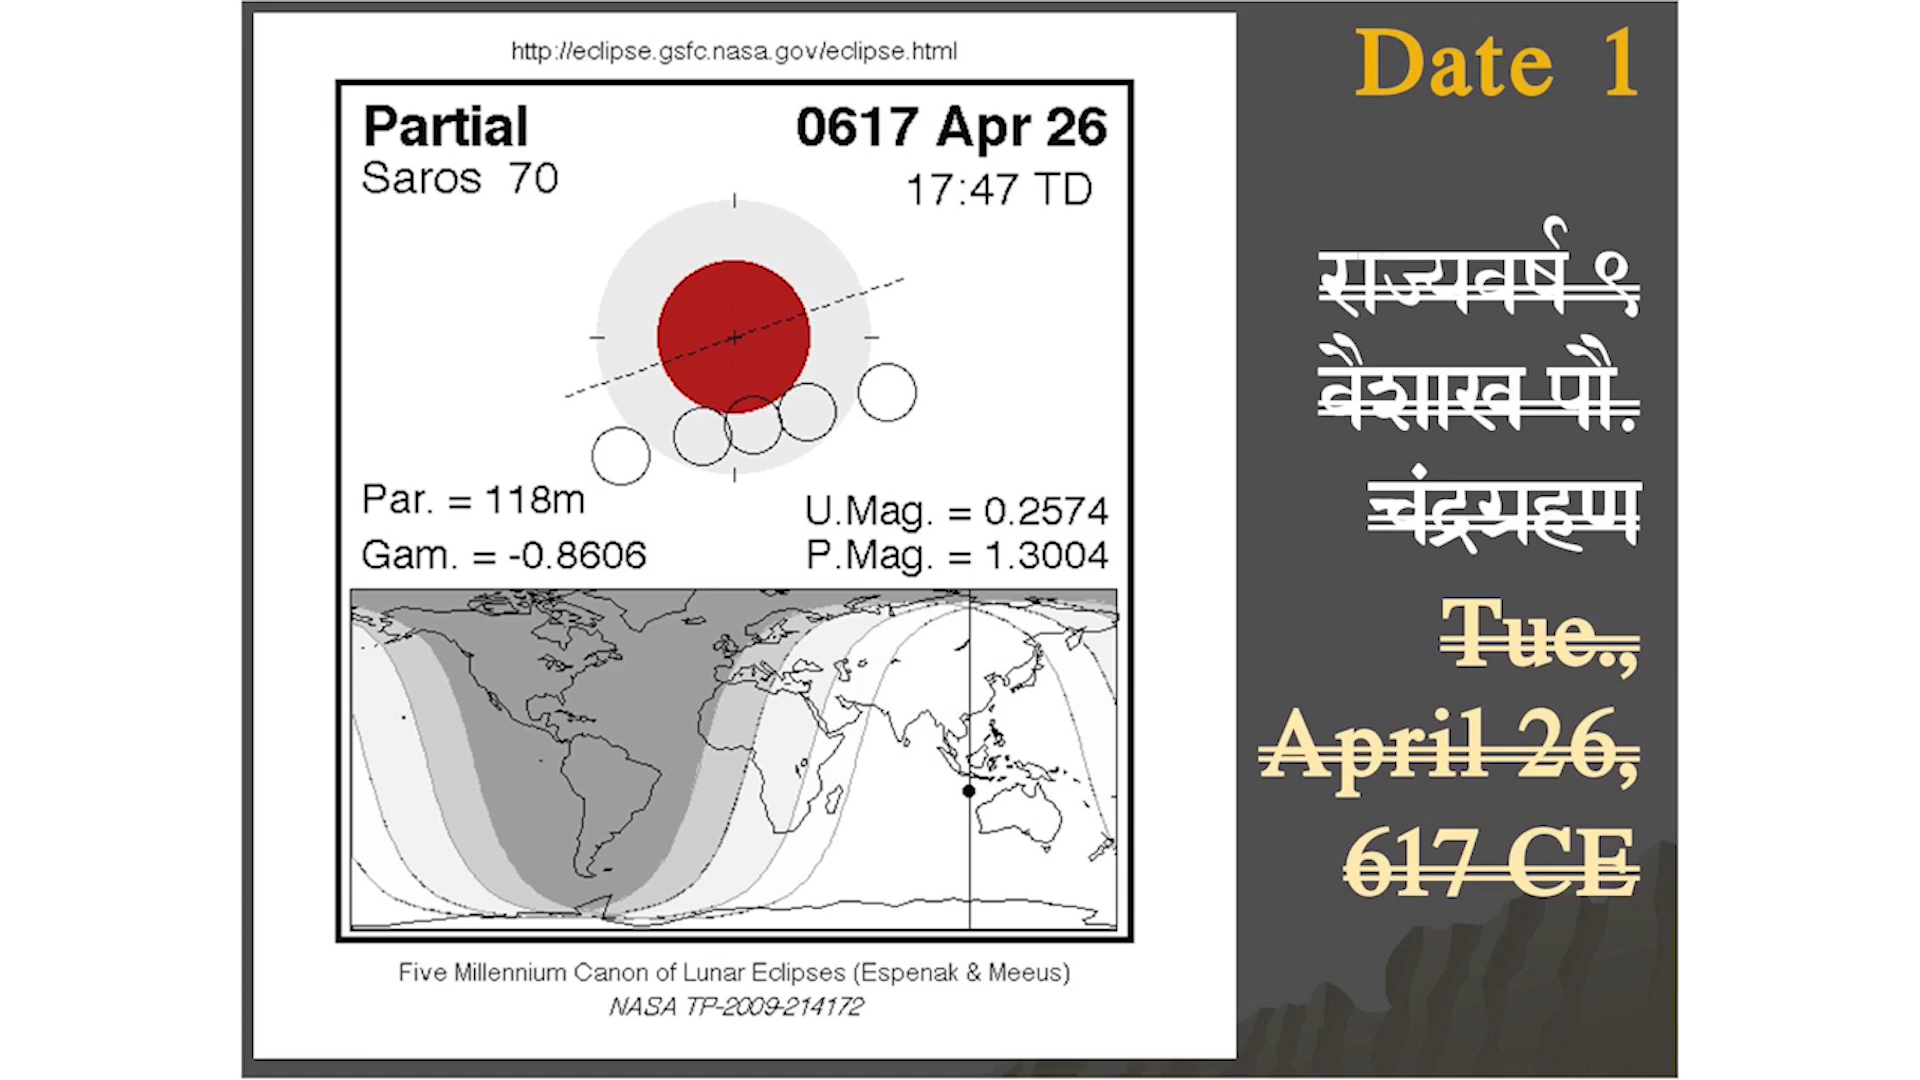 http://eclipse.gsfc.nasa.gov/eclipse.html
Partial
0617 Apr 26
Saros 70
17:47 TD
Par. = 118m
U.Mag. = 0.2574
Gam. = -0.8606
P.Mag. = 1.3004
Five Millennium Canon of Lunar Eclipses (Espenak & Meeus)
NASA TP-2009-214172
Date 1
राज्यवर्ष १
वैशाख पौ.
चंद्रग्रहण
Tue.,
April 26,
617 CE